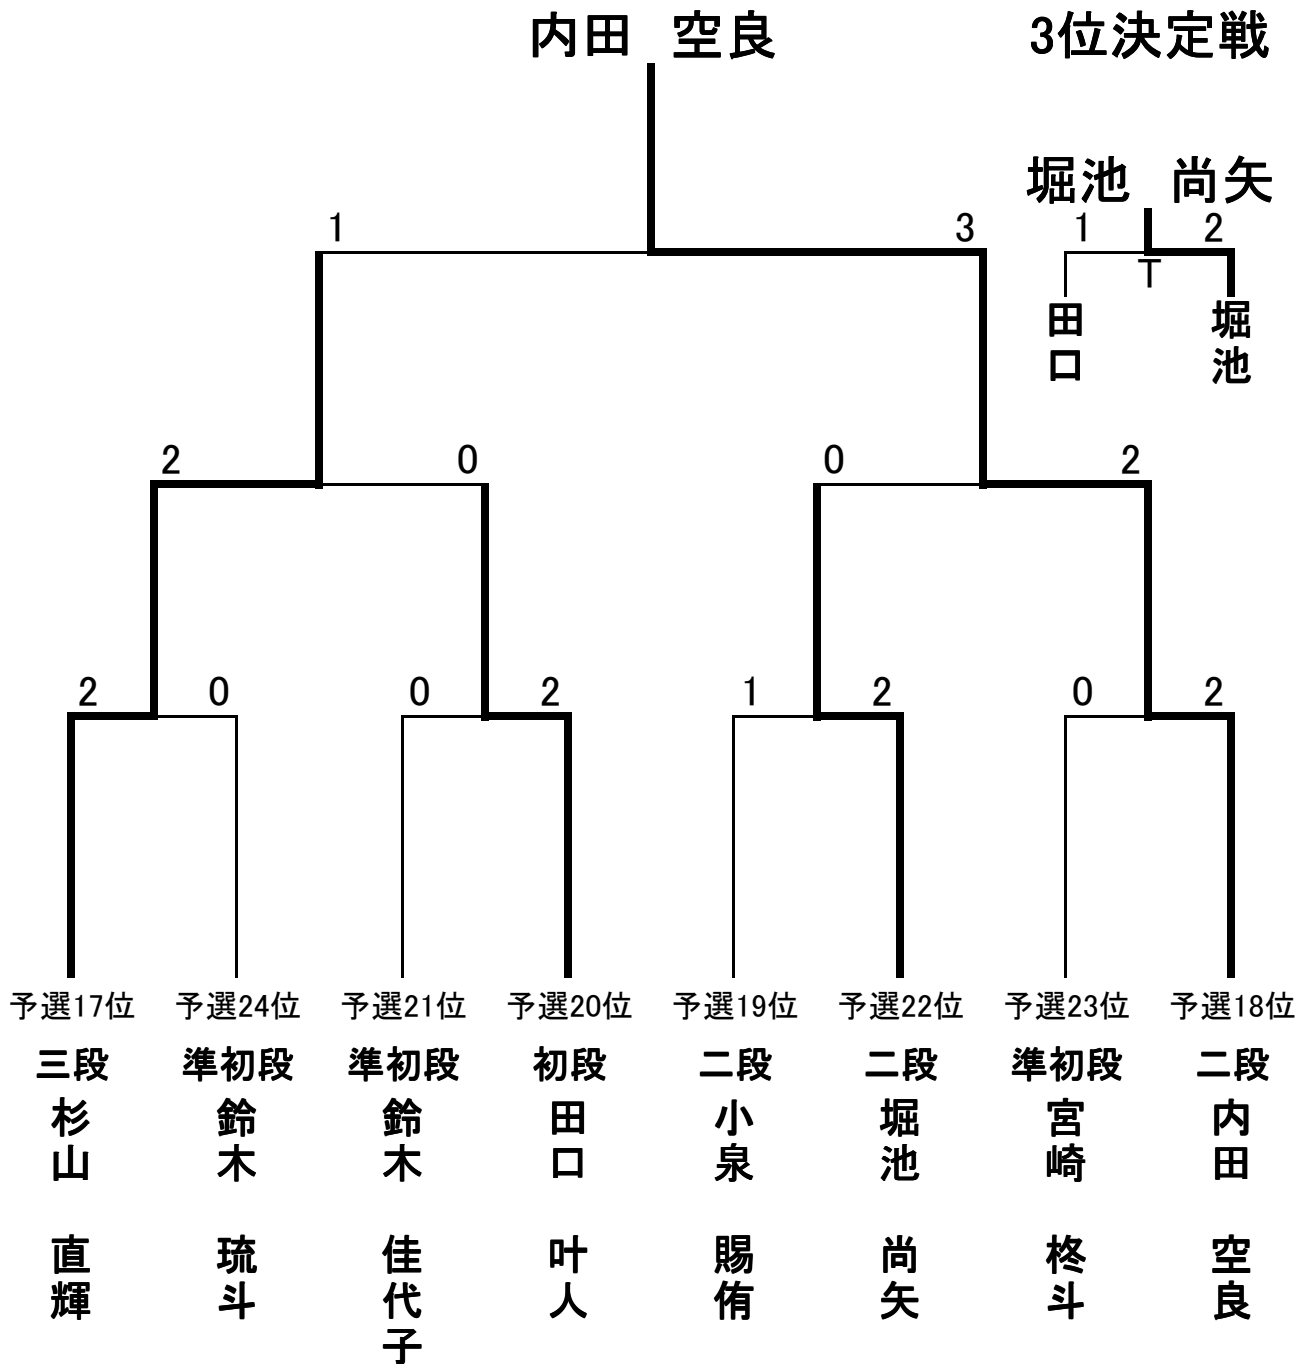 内田 空良
3位決定戦
堀池 尚矢
1 3
1 2
T
田口 堀池
2 0 0 2
2 0 0 2 1 2 0 2
予選17位 予選24位 予選21位 予選20位 予選19位 予選22位 予選23位 予選18位
三段 準初段 準初段 初段 二段 二段 準初段 二段
杉山 直輝
鈴木 琉斗
鈴木 佳代子
田口 叶人
小泉 賜侑
堀池 尚矢
宮崎 柊斗
内田 空良